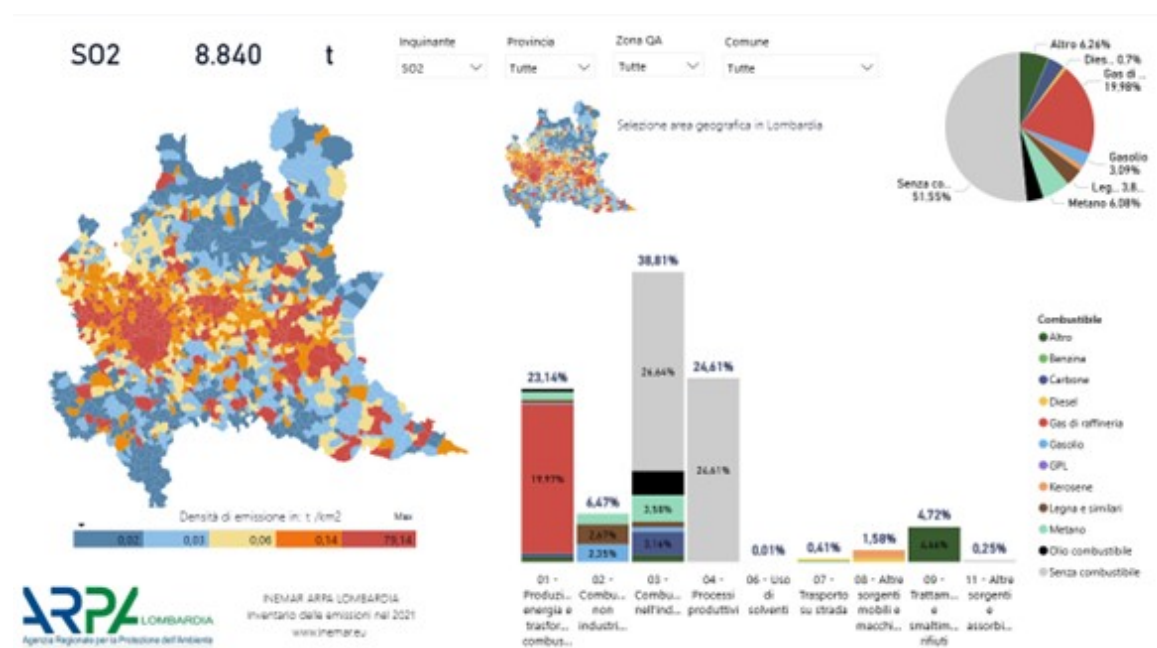 SO2 8.840 t
Inquinante
SO2
Provincia
Tutte
Zona QA
Tutte
Comune
Tutte
Selezione area geografica in Lombardia
Altro 6,26%
Dies... 0,7%
Gas di ...
19,98%
Gasolio
3,09%
Leg... 3,8...
Metano 6,08%
Senza co...
51,55%
Densità di emissione in: t /km2 Max
0,02 0,03 0,06 0,14 79,14
23,14%
19,97%
6,47%
2,67%
2,35%
38,81%
26,64%
3,58%
3,16%
24,61%
24,61%
0,01%
0,41%
1,58%
4,72%
4,66%
0,25%
01 -
Produzi...
energia e
trasfor...
combus...
02 -
Combu...
non
industri...
03 -
Combu...
nell'ind...
04 -
Processi
produttivi
06 - Uso
di
solventi
07 -
Trasporto
su strada
08 - Altre
sorgenti
mobili e
macchi...
09 -
Trattam...
e
smaltim...
rifiuti
11 - Altre
sorgenti
e
assorbi...
Combustibile
Altro
Benzina
Carbone
Diesel
Gas di raffineria
Gasolio
GPL
Kerosene
Legna e similari
Metano
Olio combustibile
Senza combustibile
ARPA LOMBARDIA
Agenzia Regionale per la Protezione dell'Ambiente
INEMAR ARPA LOMBARDIA
Inventario delle emissioni nel 2021
www.inemar.eu